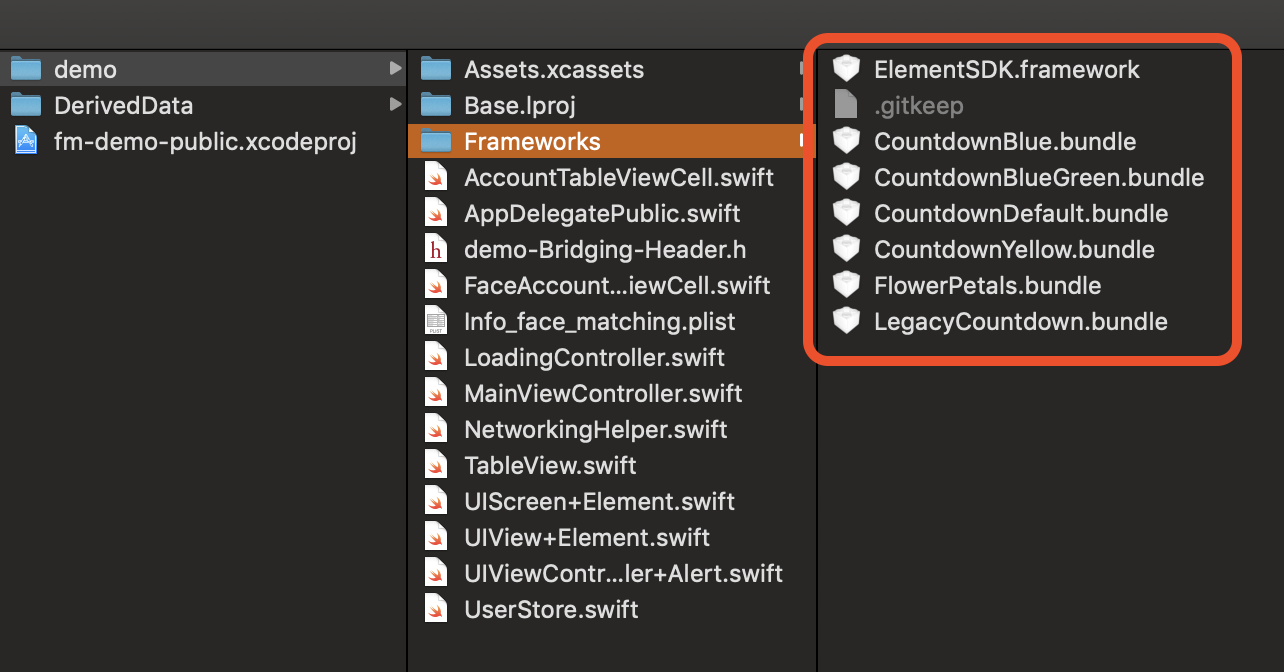 demo
DerivedData
fm-demo-public.xcodeproj
Assets.xcassets
Base.lproj
Frameworks
AccountTableViewCell.swift
AppDelegatePublic.swift
demo-Bridging-Header.h
FaceAccount...iewCell.swift
Info_face_matching.plist
LoadingController.swift
MainViewController.swift
NetworkingHelper.swift
TableView.swift
UIScreen+Element.swift
UIView+Element.swift
UIViewContr...ler+Alert.swift
UserStore.swift
ElementSDK.framework
.gitkeep
CountdownBlue.bundle
CountdownBlueGreen.bundle
CountdownDefault.bundle
CountdownYellow.bundle
FlowerPetals.bundle
LegacyCountdown.bundle